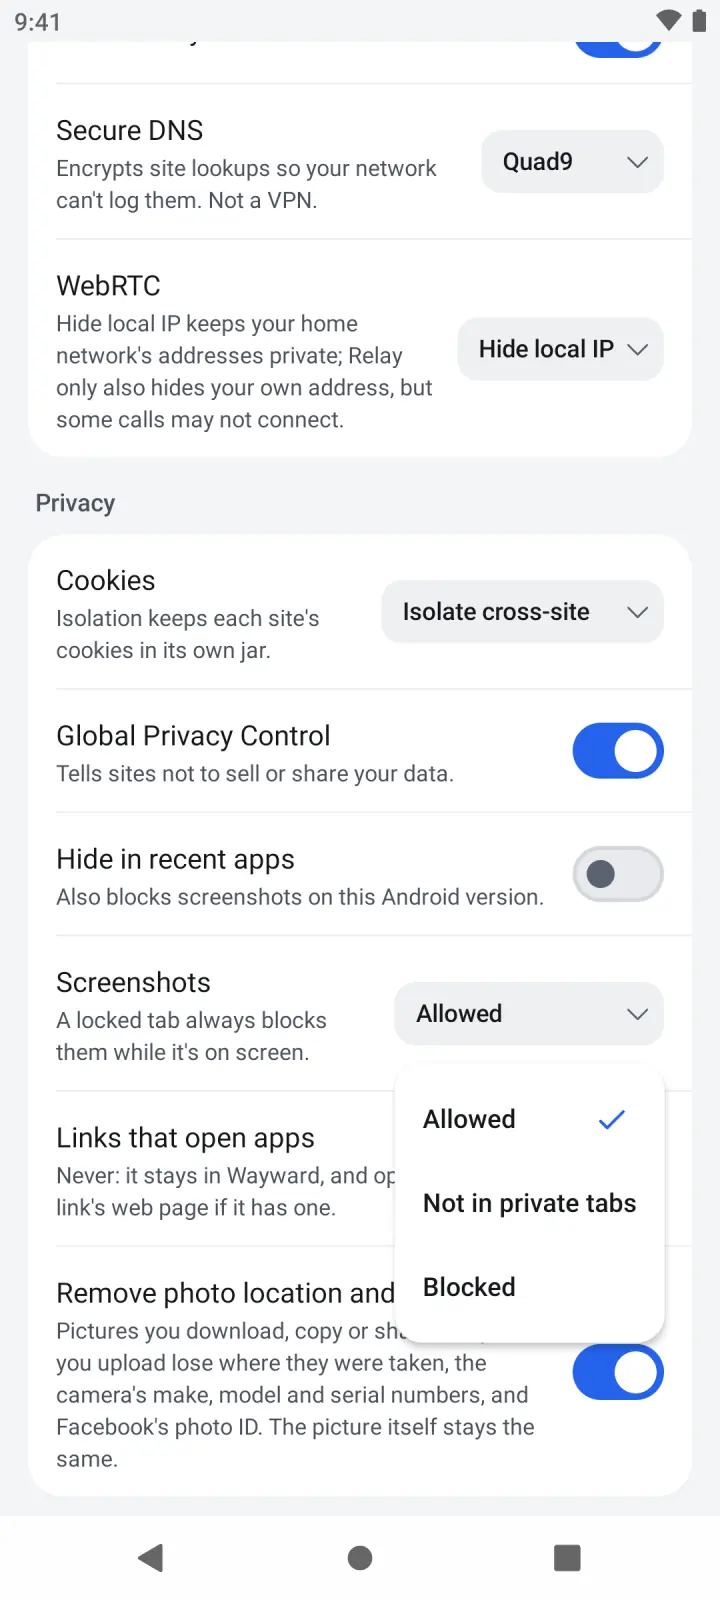 9:41
Secure DNS
Encrypts site lookups so your network
can't log them. Not a VPN.
Quad9
WebRTC
Hide local IP keeps your home
network's addresses private; Relay
only also hides your own address, but
some calls may not connect.
Hide local IP
Privacy
Cookies
Isolation keeps each site's
cookies in its own jar.
Isolate cross-site
Global Privacy Control
Tells sites not to sell or share your data.
Hide in recent apps
Also blocks screenshots on this Android version.
Screenshots
A locked tab always blocks
them while it's on screen.
Allowed
Allowed
Not in private tabs
Blocked
Links that open apps
Never: it stays in Wayward, and
link's web page if it has one.
Remove photo location and
Pictures you download, copy or
you upload lose where they were taken, the
camera's make, model and serial numbers, and
Facebook's photo ID. The picture itself stays the
same.